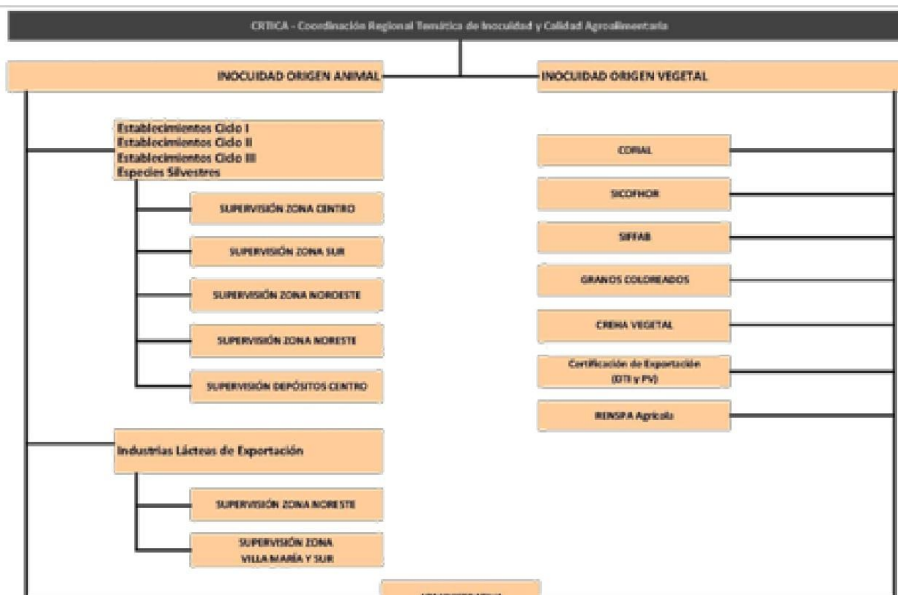 CRTICA - Coordinación Regional Temática de Inocuidad y Calidad Agroalimentaria
INOCUIDAD ORIGEN ANIMAL
Establecimientos Ciclo I
Establecimientos Ciclo II
Establecimientos Ciclo III
Especies Silvestres
SUPERVISIÓN ZONA CENTRO
SUPERVISIÓN ZONA SUR
SUPERVISIÓN ZONA NOROESTE
SUPERVISIÓN ZONA NORESTE
SUPERVISIÓN DEPÓSITOS CENTRO
Industrias Lácteas de Exportación
SUPERVISIÓN ZONA NORESTE
SUPERVISIÓN ZONA
VILLA MARÍA Y SUR
INOCUIDAD ORIGEN VEGETAL
SICOFHOR
SIFFAB
GRANOS COLOREADOS
CREHA VEGETAL
Certificación de Exportación
(DTI y PV)
RENSPA Agrícola